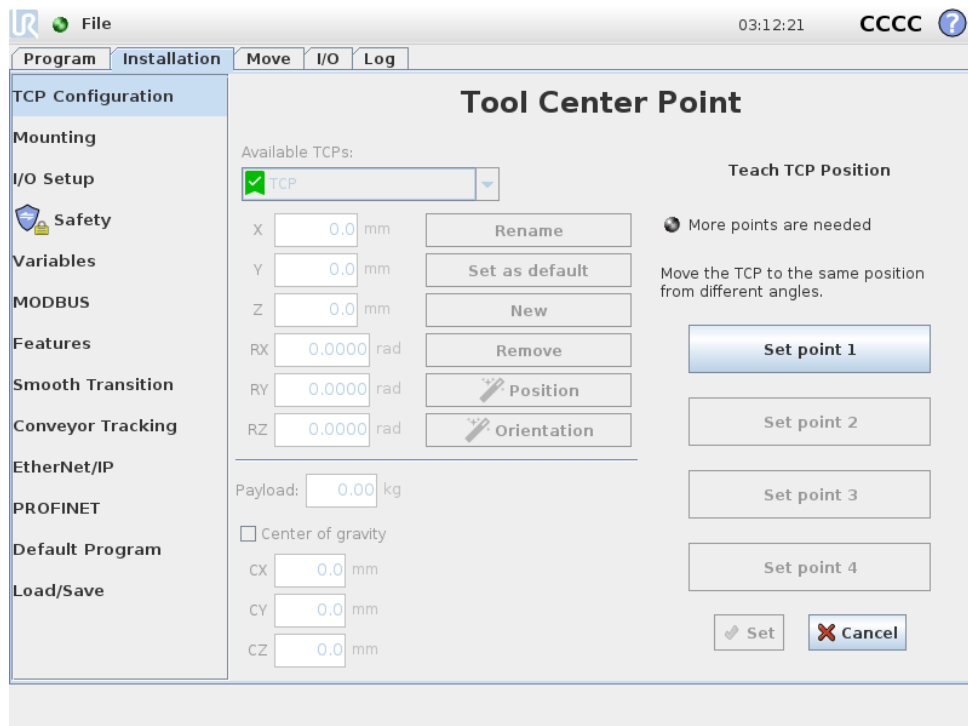 UR File 03:12:21 CCCC ?
Program Installation Move I/O Log
TCP Configuration
Mounting
I/O Setup
Safety
Variables
MODBUS
Features
Smooth Transition
Conveyor Tracking
EtherNet/IP
PROFINET
Default Program
Load/Save
Tool Center Point
Available TCPs:
TCP
X 0.0 mm Rename
Y 0.0 mm Set as default
Z 0.0 mm New
RX 0.0000 rad Remove
RY 0.0000 rad Position
RZ 0.0000 rad Orientation
Payload: 0.00 kg
Center of gravity
CX 0.0 mm
CY 0.0 mm
CZ 0.0 mm
Teach TCP Position
More points are needed
Move the TCP to the same position
from different angles.
Set point 1
Set point 2
Set point 3
Set point 4
Set Cancel